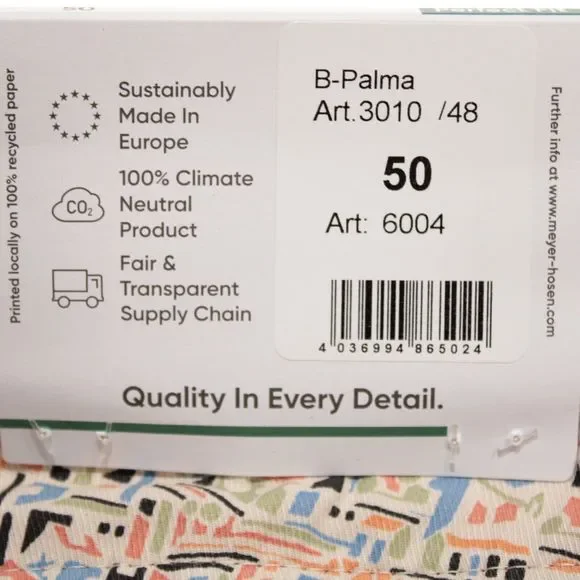 50
Printed locally on 100% recycled paper
Sustainably
Made In
Europe
CO2
100% Climate
Neutral
Product
Fair &
Transparent
Supply Chain
B-Palma
Art.3010 /48
50
Art: 6004
4 036994 865024
Further info at www.meyer-hosen.com
Quality In Every Detail.